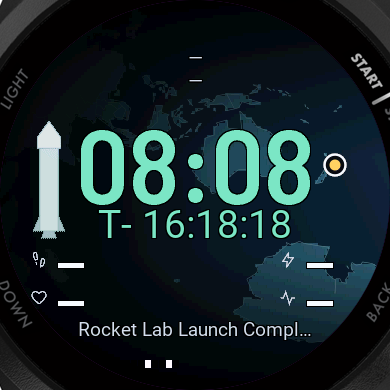 LIGHT
START
08:08
T- 16:18:18
DOWN
BACK
Rocket Lab Launch Compl...